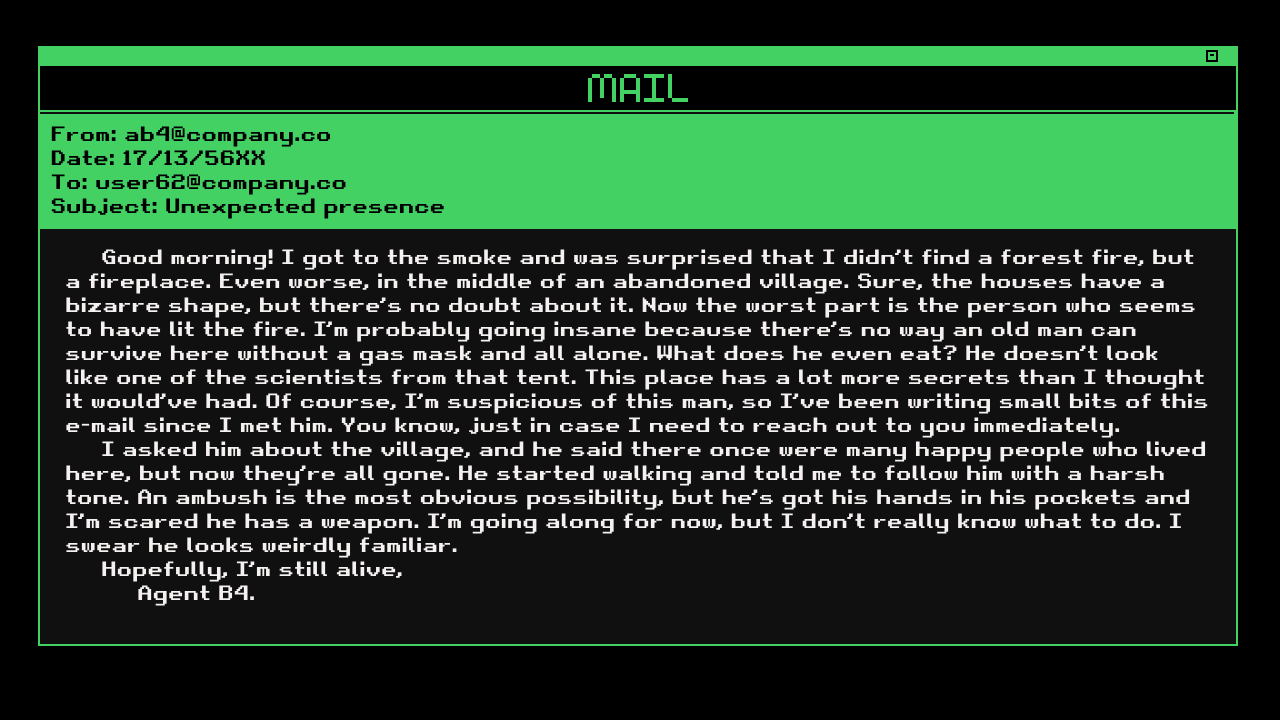 MAIL
From: ab4@company.co
Date: 17/13/56XX
To: user62@company.co
Subject: Unexpected presence
Good morning! I got to the smoke and was surprised that I didn't find a forest fire, but
a fireplace. Even worse, in the middle of an abandoned village. Sure, the houses have a
bizarre shape, but there's no doubt about it. Now the worst part is the person who seems
to have lit the fire. I'm probably going insane because there's no way an old man can
survive here without a gas mask and all alone. What does he even eat? He doesn't look
like one of the scientists from that tent. This place has a lot more secrets than I thought
it would've had. Of course, I'm suspicious of this man, so I've been writing small bits of this
e-mail since I met him. You know, just in case I need to reach out to you immediately.
I asked him about the village, and he said there once were many happy people who lived
here, but now they're all gone. He started walking and told me to follow him with a harsh
tone. An ambush is the most obvious possibility, but he's got his hands in his pockets and
I'm scared he has a weapon. I'm going along for now, but I don't really know what to do. I
swear he looks weirdly familiar.
Hopefully, I'm still alive,
Agent B4.